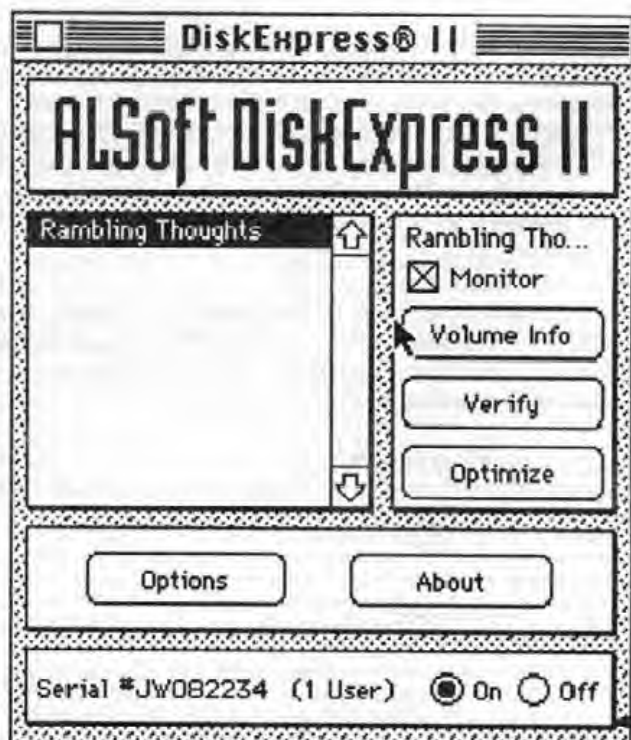 DiskExpress® II
ALSoft DiskExpress II
Rambling Thoughts
Rambling Tho...
Monitor
Volume Info
Verify
Optimize
Options
About
Serial #JW082234 (1 User) On Off